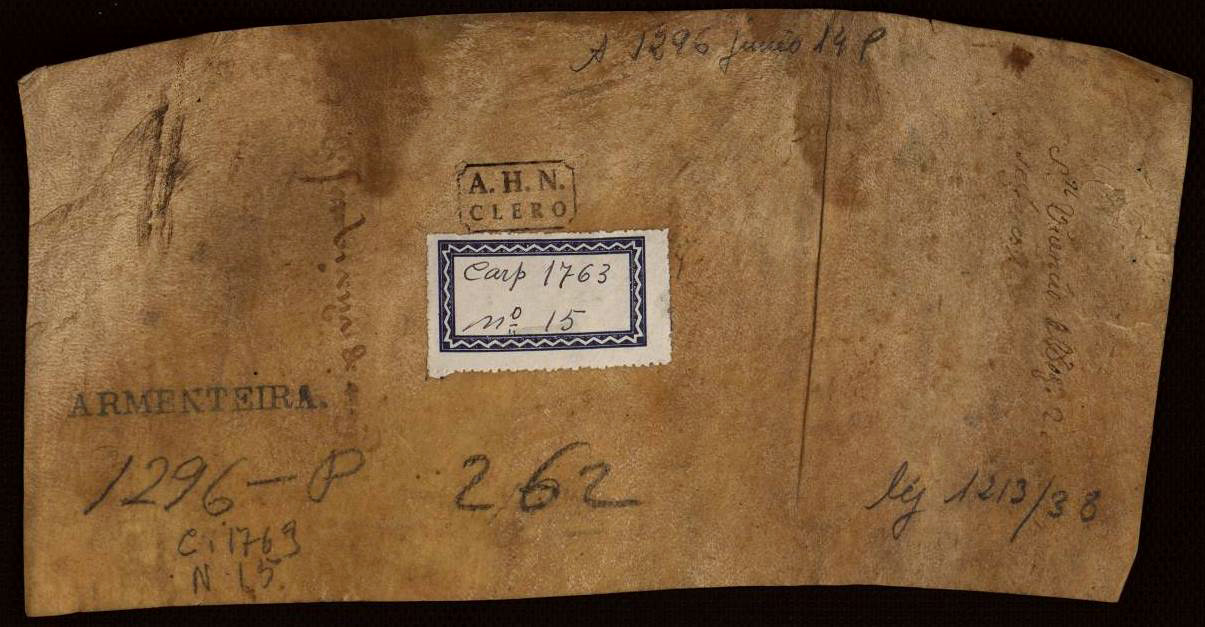 A 1296 junio 14 P
A. H. N.
CLERO
Carp 1763
nº 15
ARMENTEIRA.
1296-P
262
C. 1763
N. 15
leg 1213/38